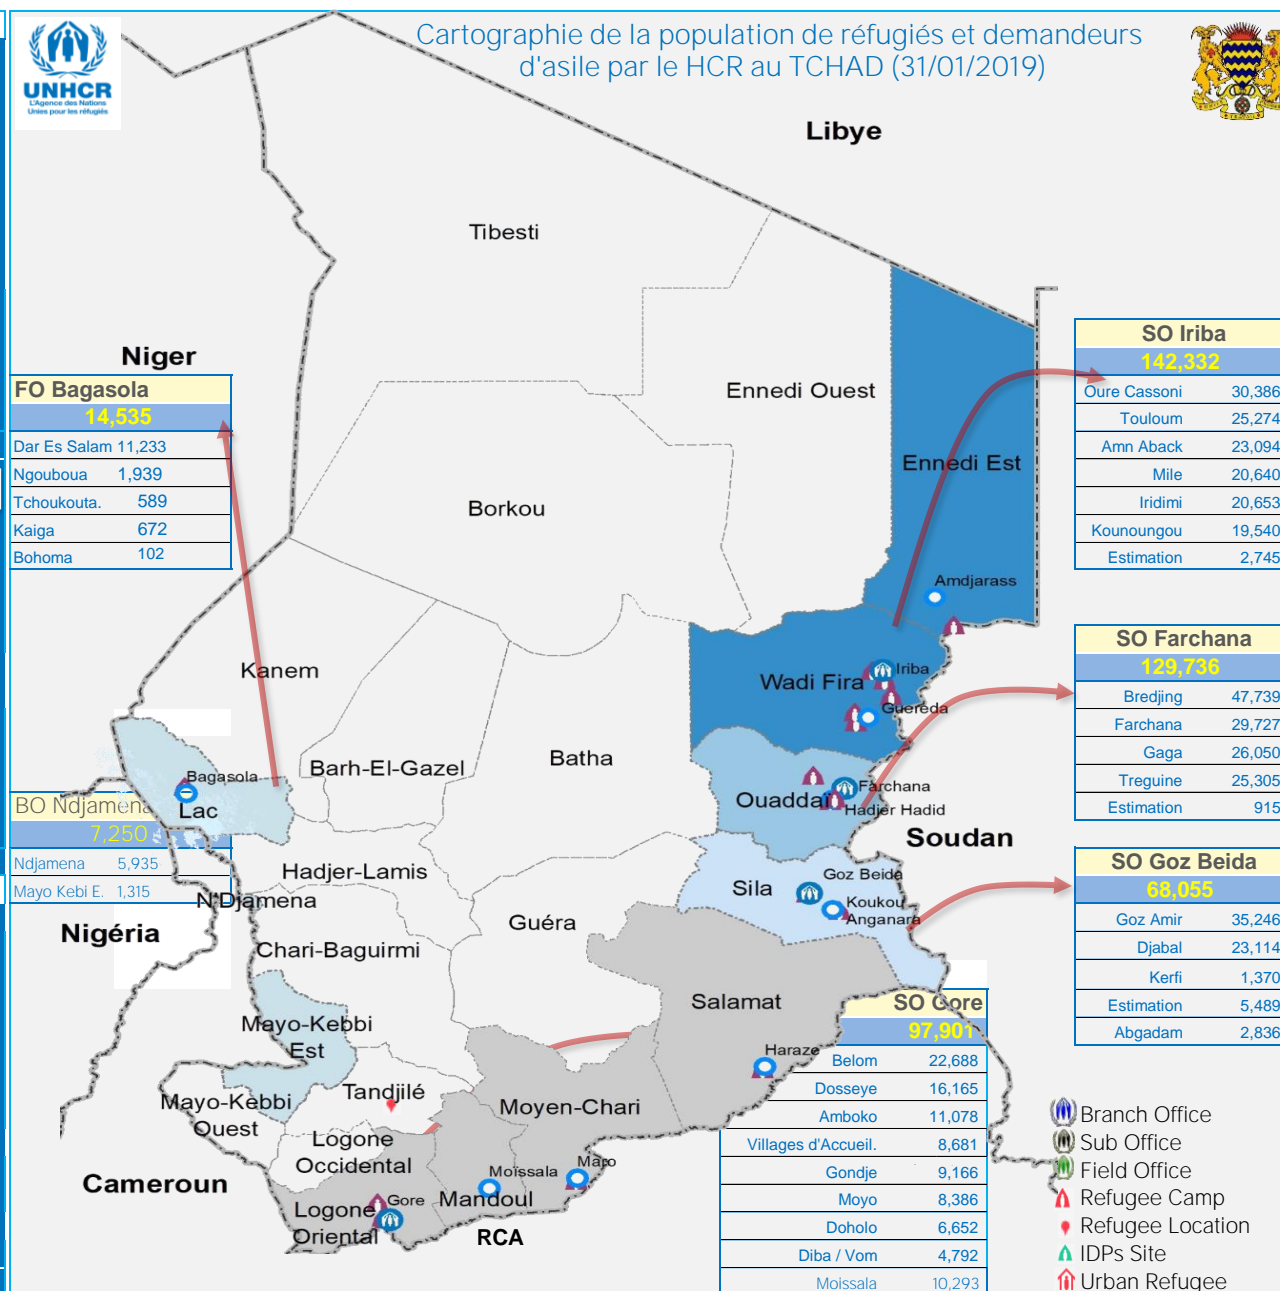 Cartographie de la population de réfugiés et demandeurs
d'asile par le HCR au TCHAD (31/01/2019)
UNHCR
L'Agence des Nations
Unies pour les réfugiés
Libye
Tibesti
Niger
Ennedi Ouest
Ennedi Est
Borkou
Amdjarass
FO Bagasola
14,535
Dar Es Salam 11,233
Ngouboua 1,939
Tchoukouta. 589
Kaiga 672
Bohoma 102
SO Iriba
142,332
Oure Cassoni 30,386
Touloum 25,274
Amn Aback 23,094
Mile 20,640
Iridimi 20,653
Kounoungou 19,540
Estimation 2,745
SO Farchana
129,736
Bredjing 47,739
Farchana 29,727
Gaga 26,050
Treguine 25,305
Estimation 915
Kanem
Wadi Fira
Iriba
Guereda
Barh-El-Gazel
Batha
Bagasola
Lac
Ouaddaï
Farchana
Hadjer Hadid
Soudan
BO Ndjamena
7,250
Ndjamena 5,935
Mayo Kebi E. 1,315
SO Goz Beida
68,055
Goz Amir 35,246
Djabal 23,114
Kerfi 1,370
Estimation 5,489
Abgadam 2,836
Hadjer-Lamis
N'Djamena
Sila
Goz Beida
Koukou
Anganara
Nigéria
Guéra
Chari-Baguirmi
Salamat
Mayo-Kebbi
Est
Haraze
Tandjilé
Mayo-Kebbi
Ouest
Moyen-Chari
Logone
Occidental
Cameroun
Moïssala
Maro
Mandoul
Gore
Logone
Oriental
RCA
SO Gore
97,901
Belom 22,688
Dosseye 16,165
Amboko 11,078
Villages d'Accueil. 8,681
Gondje 9,166
Moyo 8,386
Doholo 6,652
Diba / Vom 4,792
Moissala 10,293
Branch Office
Sub Office
Field Office
Refugee Camp
Refugee Location
IDPs Site
Urban Refugee